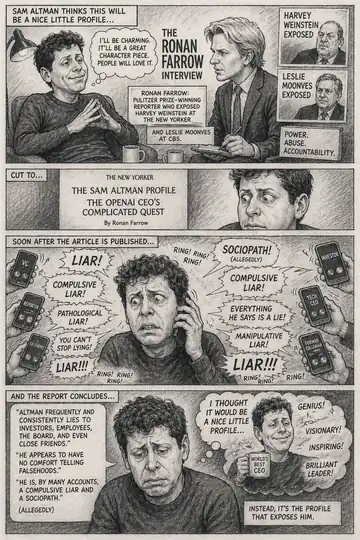 SAM ALTMAN THINKS THIS WILL
BE A NICE LITTLE PROFILE...
I'LL BE CHARMING.
IT'LL BE A GREAT
CHARACTER PIECE.
PEOPLE WILL LOVE IT.
THE
RONAN
FARROW
INTERVIEW
RONAN FARROW:
PULITZER PRIZE-WINNING
REPORTER WHO EXPOSED
HARVEY WEINSTEIN AT
THE NEW YORKER
AND LESLIE MOONVES
AT CBS.
HARVEY
WEINSTEIN
EXPOSED
LESLIE
MOONVES
EXPOSED
POWER.
ABUSE.
ACCOUNTABILITY.
CUT TO...
THE NEW YORKER
THE SAM ALTMAN PROFILE
THE OPENAI CEO'S
COMPLICATED QUEST
By Ronan Farrow
SOON AFTER THE ARTICLE IS PUBLISHED...
VC
LIAR!
COMPULSIVE
LIAR!
PATHOLOGICAL
LIAR!
YOU CAN'T
STOP LYING!
LIAR!!!
RING! RING!
RING!
RING! RING!
RING!
SOCIOPATH!
(ALLEGEDLY)
COMPULSIVE
LIAR!
EVERYTHING
HE SAYS IS A LIE!
MANIPULATIVE
LIAR!
LIAR!!!
RING! RING!
RING!
INVESTOR
TECH
CEO
AND THE REPORT CONCLUDES...
"ALTMAN FREQUENTLY AND
CONSISTENTLY LIES TO
INVESTORS, EMPLOYEES,
THE BOARD, AND EVEN
CLOSE FRIENDS."
"HE APPEARS TO HAVE
NO COMFORT TELLING
FALSEHOODS."
"HE IS, BY MANY ACCOUNTS,
A COMPULSIVE LIAR AND
A SOCIOPATH."
(ALLEGEDLY)
I THOUGHT
IT WOULD BE
A NICE LITTLE
PROFILE...
WORLD'S
BEST
CEO
GENIUS!
VISIONARY!
INSPIRING!
BRILLIANT
LEADER!
INSTEAD, IT'S THE PROFILE
THAT EXPOSES HIM.